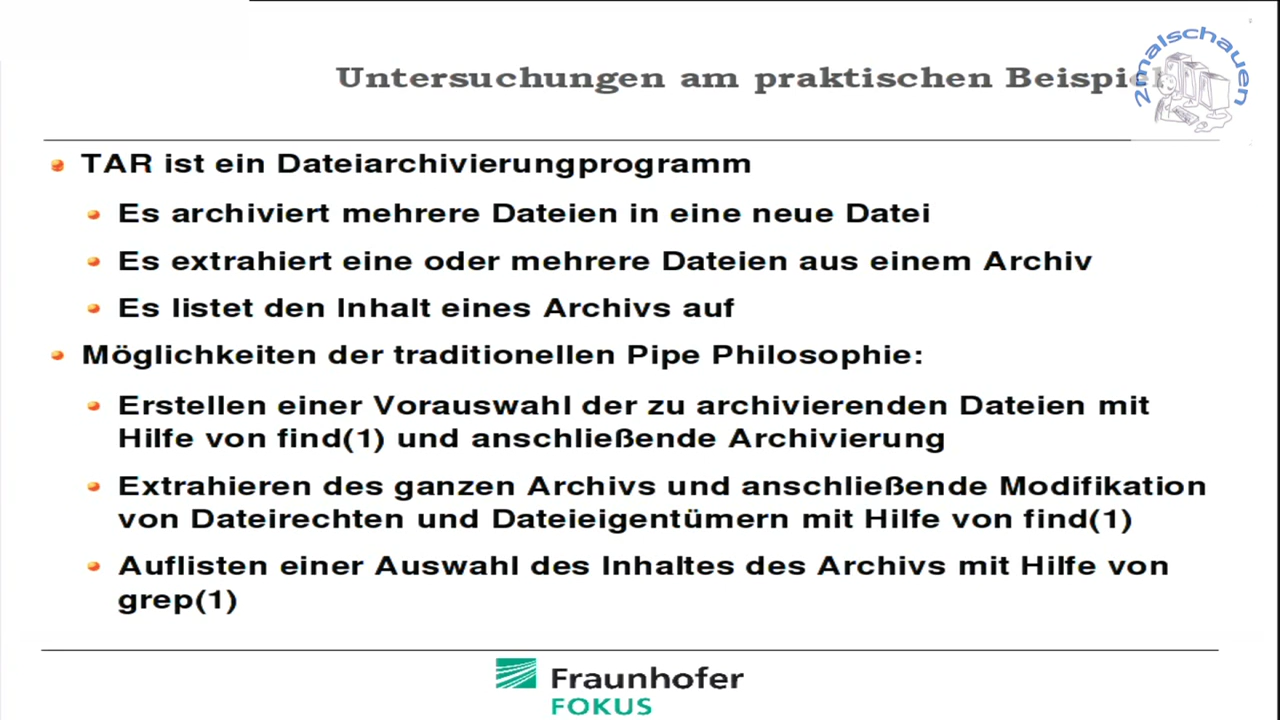 Untersuchungen am praktischen Beispiel
2malschauen
TAR ist ein Dateiarchivierungprogramm
Es archiviert mehrere Dateien in eine neue Datei
Es extrahiert eine oder mehrere Dateien aus einem Archiv
Es listet den Inhalt eines Archivs auf
Möglichkeiten der traditionellen Pipe Philosophie:
Erstellen einer Vorauswahl der zu archivierenden Dateien mit
Hilfe von find(1) und anschließende Archivierung
Extrahieren des ganzen Archivs und anschließende Modifikation
von Dateirechten und Dateieigentümern mit Hilfe von find(1)
Auflisten einer Auswahl des Inhaltes des Archivs mit Hilfe von
grep(1)
Fraunhofer
FOKUS